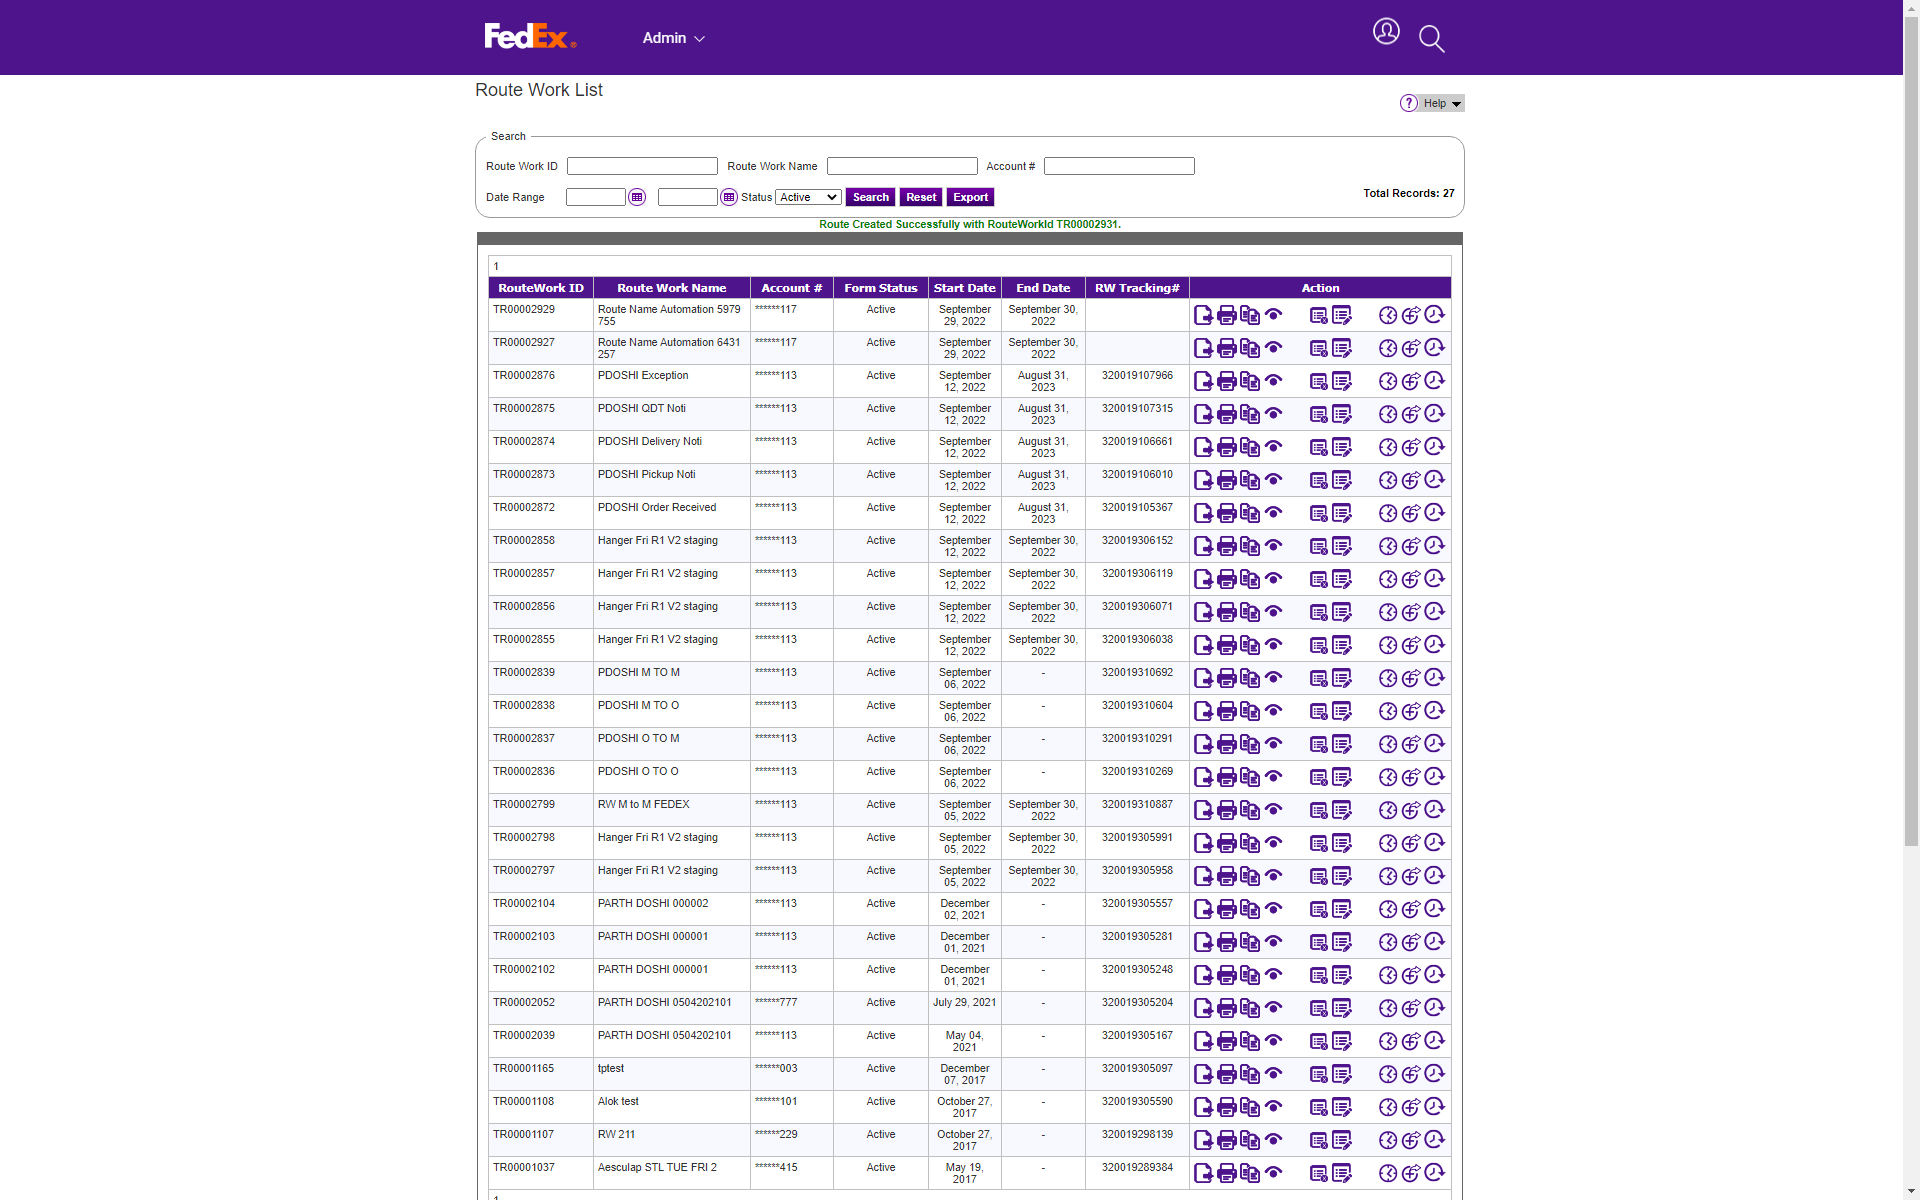 FedEx®
Admin
Route Work List
? Help
Search
Route Work ID Route Work Name Account #
Date Range Status Active Search Reset Export
Total Records: 27
Route Created Successfully with RouteWorkId TR00002931.
1
RouteWork ID Route Work Name Account # Form Status Start Date End Date RW Tracking# Action
TR00002929 Route Name Automation 5979 ******117 Active September September 30,
755 29, 2022 2022
TR00002927 Route Name Automation 6431 ******117 Active September September 30,
257 29, 2022 2022
TR00002876 PDOSHI Exception ******113 Active September August 31, 320019107966
12, 2022 2023
TR00002875 PDOSHI QDT Noti ******113 Active September August 31, 320019107315
12, 2022 2023
TR00002874 PDOSHI Delivery Noti ******113 Active September August 31, 320019106661
12, 2022 2023
TR00002873 PDOSHI Pickup Noti ******113 Active September August 31, 320019106010
12, 2022 2023
TR00002872 PDOSHI Order Received ******113 Active September August 31, 320019105367
12, 2022 2023
TR00002858 Hanger Fri R1 V2 staging ******113 Active September September 30, 320019306152
12, 2022 2022
TR00002857 Hanger Fri R1 V2 staging ******113 Active September September 30, 320019306119
12, 2022 2022
TR00002856 Hanger Fri R1 V2 staging ******113 Active September September 30, 320019306071
12, 2022 2022
TR00002855 Hanger Fri R1 V2 staging ******113 Active September September 30, 320019306038
12, 2022 2022
TR00002839 PDOSHI M TO M ******113 Active September - 320019310692
06, 2022
TR00002838 PDOSHI M TO O ******113 Active September - 320019310604
06, 2022
TR00002837 PDOSHI O TO M ******113 Active September - 320019310291
06, 2022
TR00002836 PDOSHI O TO O ******113 Active September - 320019310269
06, 2022
TR00002799 RW M to M FEDEX ******113 Active September September 30, 320019310887
05, 2022 2022
TR00002798 Hanger Fri R1 V2 staging ******113 Active September September 30, 320019305991
05, 2022 2022
TR00002797 Hanger Fri R1 V2 staging ******113 Active September September 30, 320019305958
05, 2022 2022
TR00002104 PARTH DOSHI 000002 ******113 Active December - 320019305557
02, 2021
TR00002103 PARTH DOSHI 000001 ******113 Active December - 320019305281
01, 2021
TR00002102 PARTH DOSHI 000001 ******113 Active December - 320019305248
01, 2021
TR00002052 PARTH DOSHI 0504202101 ******777 Active July 29, 2021 - 320019305204
TR00002039 PARTH DOSHI 0504202101 ******113 Active May 04, - 320019305167
2021
TR00001165 tptest ******003 Active December - 320019305097
07, 2017
TR00001108 Alok test ******101 Active October 27, - 320019305590
2017
TR00001107 RW 211 ******229 Active October 27, - 320019298139
2017
TR00001037 Aesculap STL TUE FRI 2 ******415 Active May 19, - 320019289384
2017
1